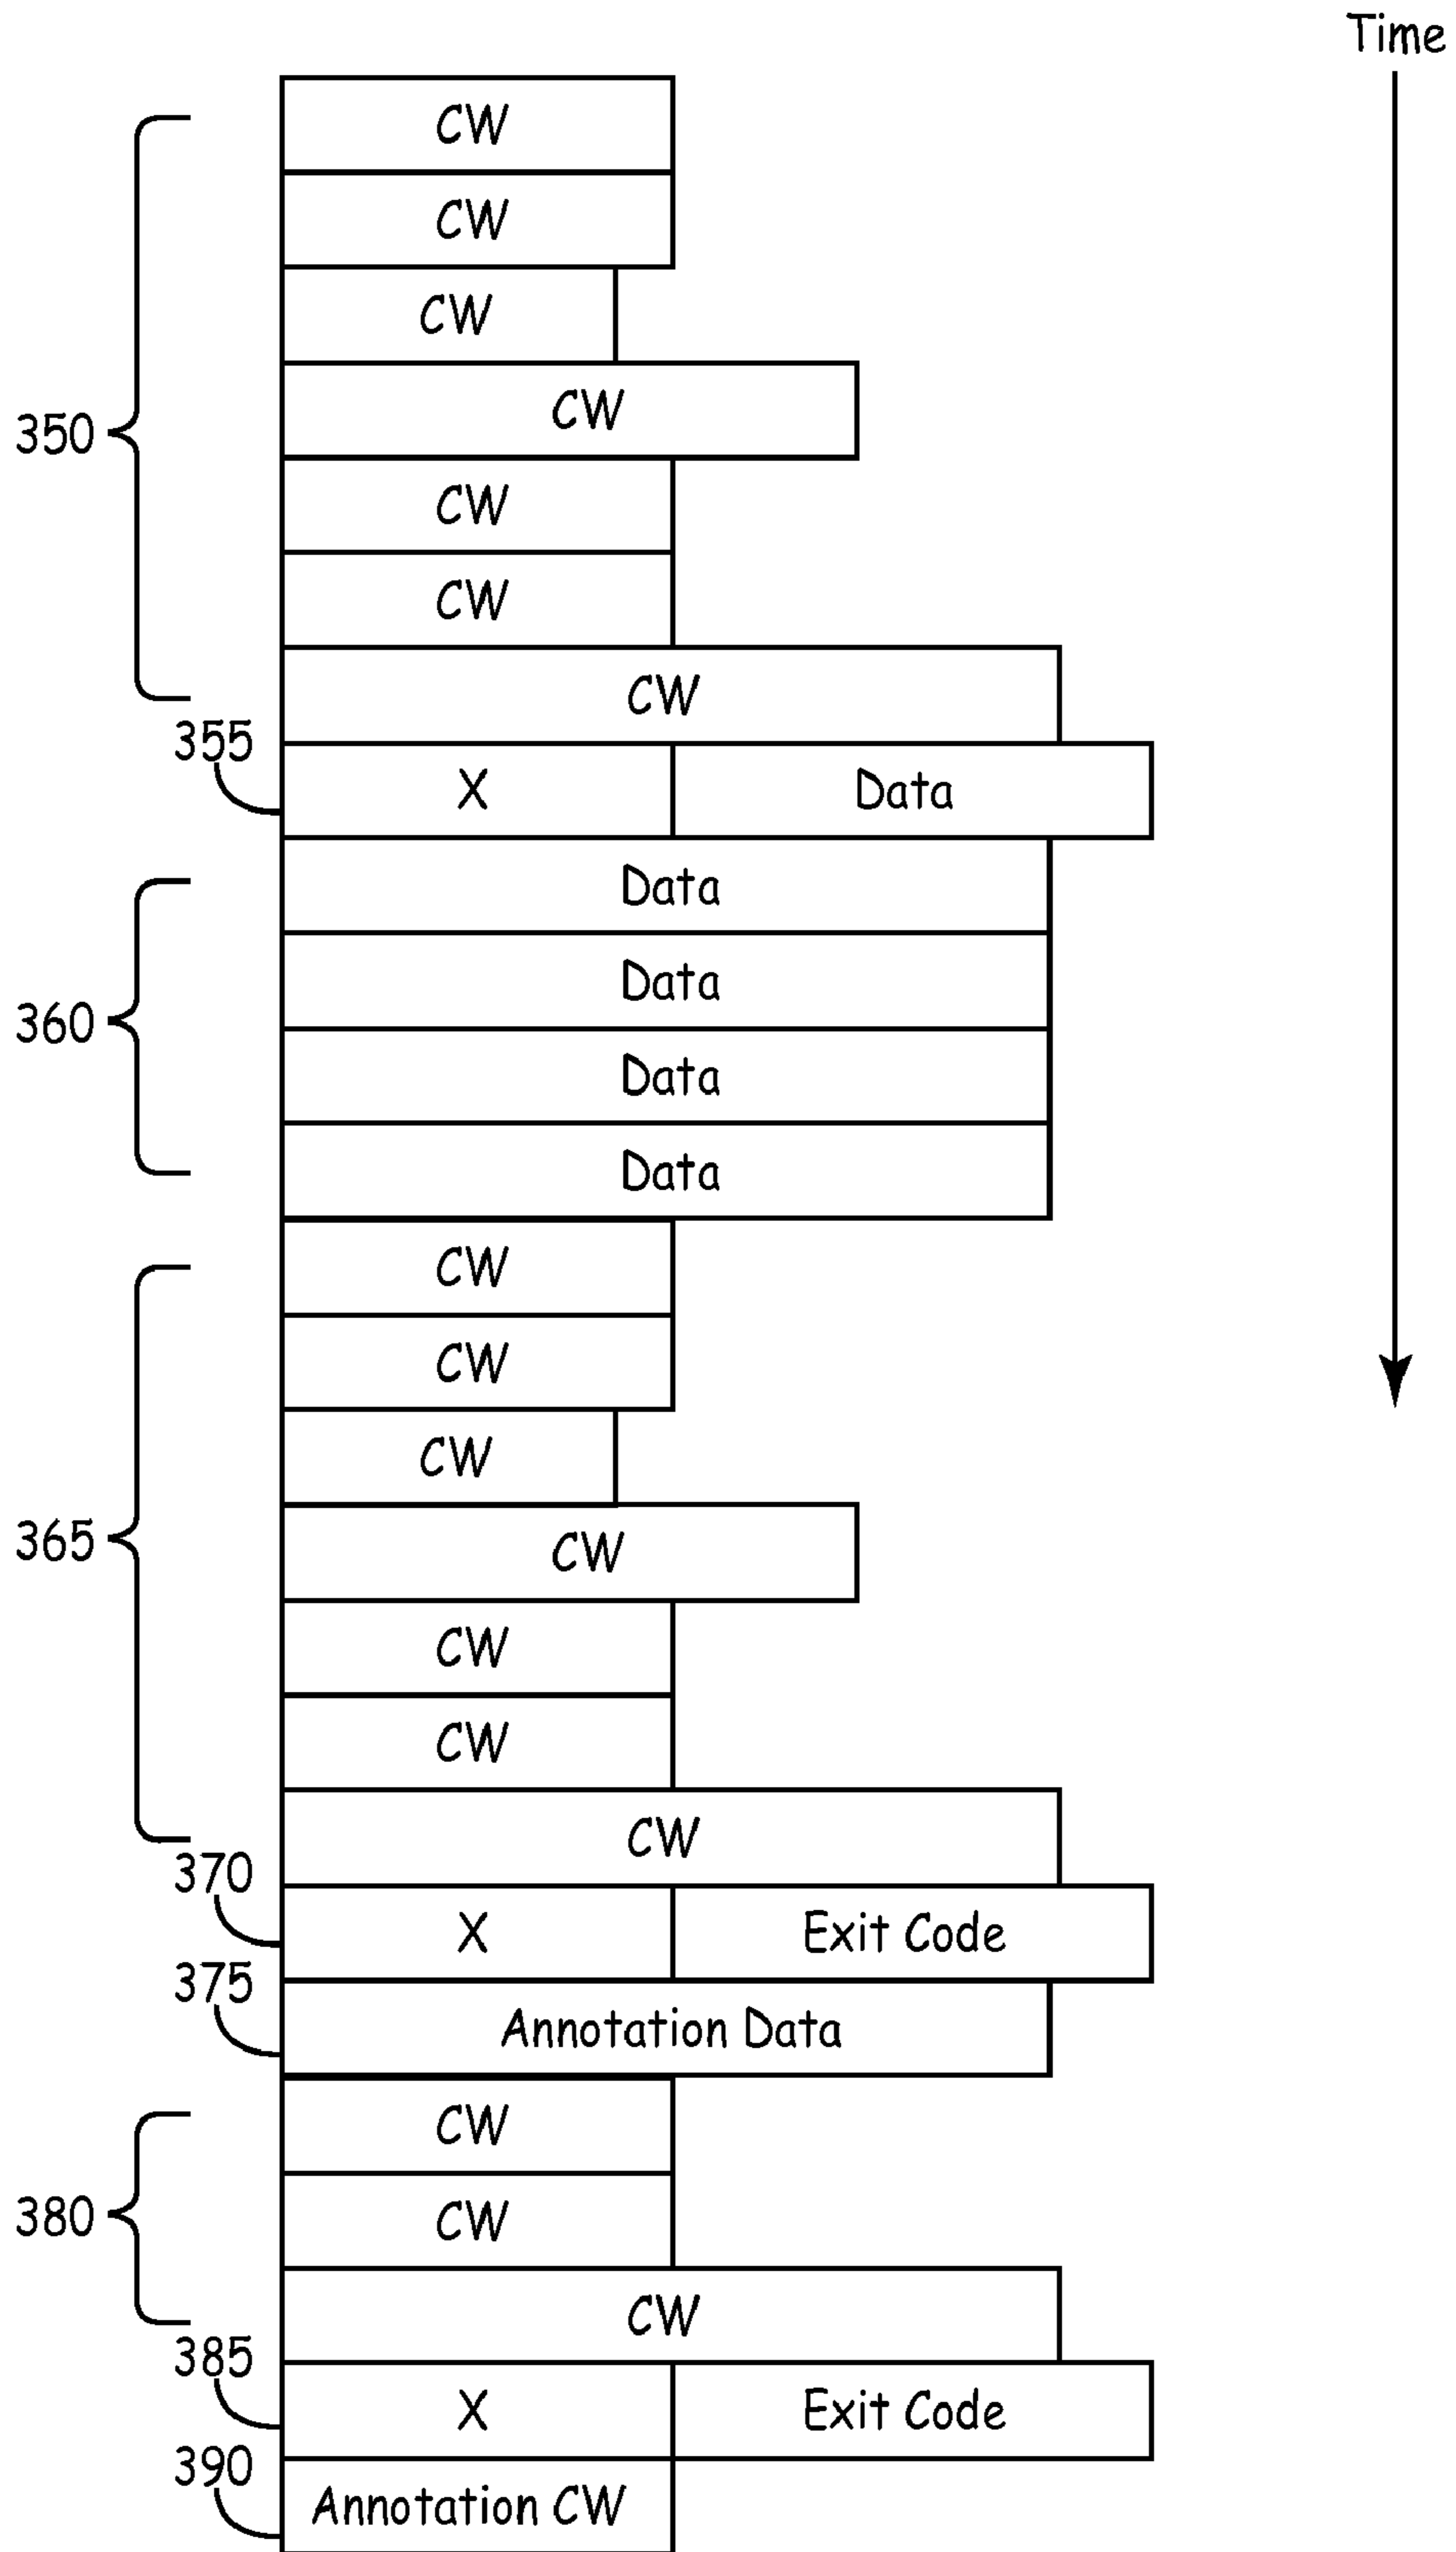 Time
CW
CW
CW
CW
350
CW
CW
CW
355
X Data
Data
Data
360
Data
Data
CW
CW
CW
365
CW
CW
CW
CW
370
X Exit Code
375
Annotation Data
CW
380
CW
CW
385
X Exit Code
390
Annotation CW